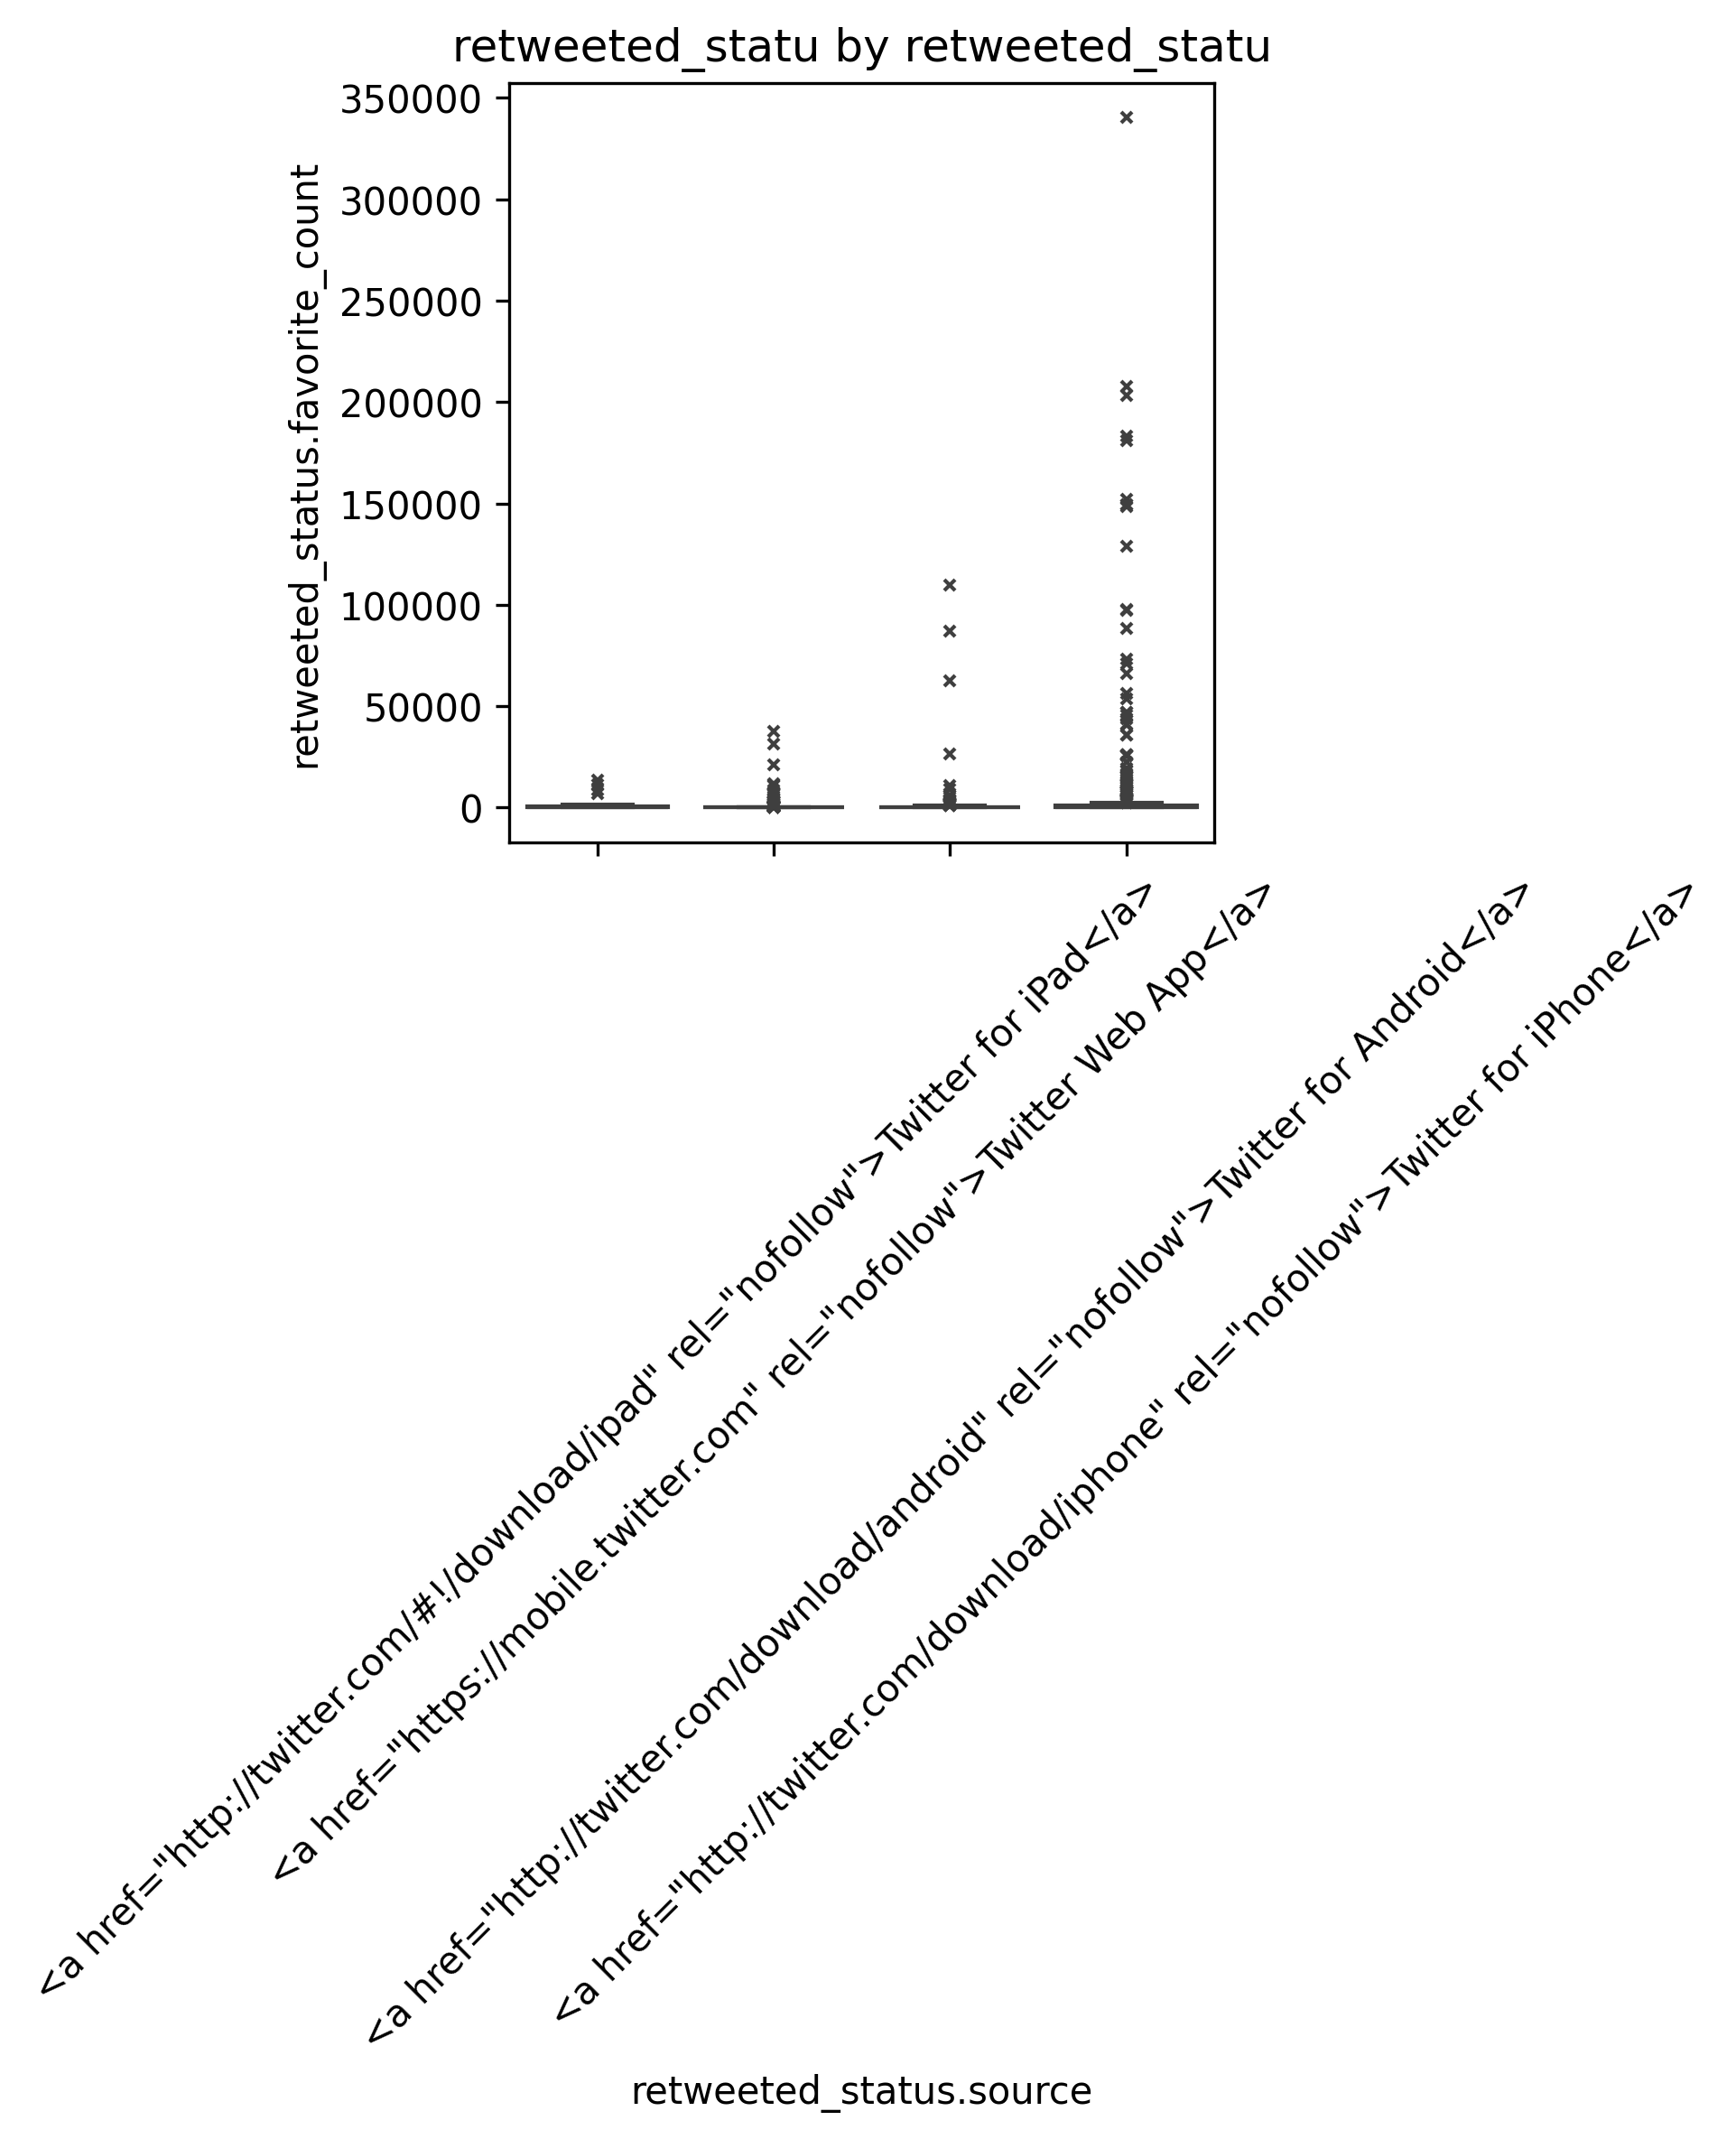 retweeted_statu by retweeted_statu
retweeted_status.favorite_count
350000
300000
250000
200000
150000
100000
50000
0
<a href="http://twitter.com/#!/download/ipad" rel="nofollow">Twitter for iPad</a>
<a href="https://mobile.twitter.com" rel="nofollow">Twitter Web App</a>
<a href="http://twitter.com/download/android" rel="nofollow">Twitter for Android</a>
<a href="http://twitter.com/download/iphone" rel="nofollow">Twitter for iPhone</a>
retweeted_status.source